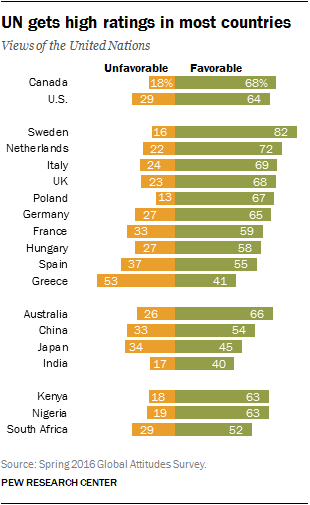 UN gets high ratings in most countries
Views of the United Nations
Unfavorable Favorable
Canada 18% 68%
U.S. 29 64
Sweden 16 82
Netherlands 22 72
Italy 24 69
UK 23 68
Poland 13 67
Germany 27 65
France 33 59
Hungary 27 58
Spain 37 55
Greece 53 41
Australia 26 66
China 33 54
Japan 34 45
India 17 40
Kenya 18 63
Nigeria 19 63
South Africa 29 52
Source: Spring 2016 Global Attitudes Survey.
PEW RESEARCH CENTER